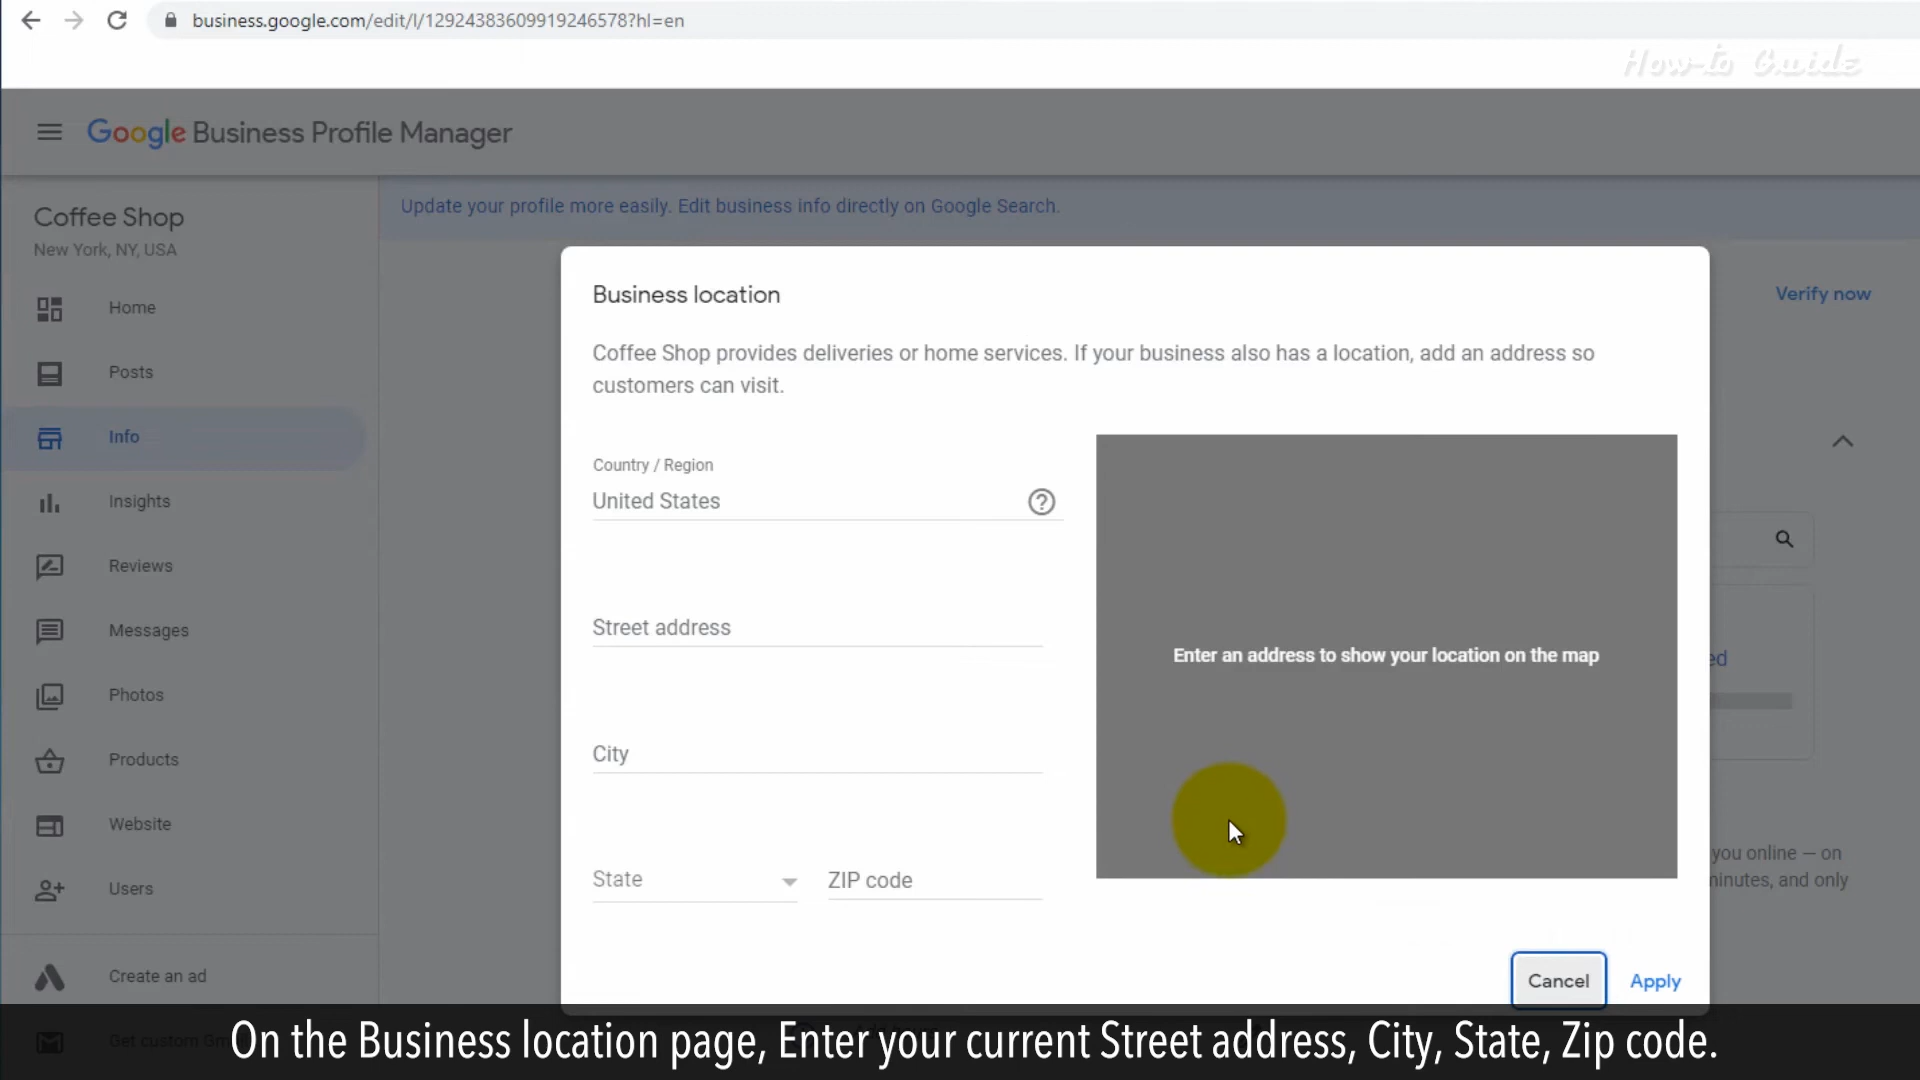 business.google.com/edit/l/12924383609919246578?hl=en
How-to Guide
Google Business Profile Manager
Coffee Shop
New York, NY, USA
Update your profile more easily. Edit business info directly on Google Search.
Home
Posts
Info
Insights
Reviews
Messages
Photos
Products
Website
Users
Create an ad
Get custom Gm
Business location
Coffee Shop provides deliveries or home services. If your business also has a location, add an address so
customers can visit.
Country / Region
United States
Street address
City
State
ZIP code
Enter an address to show your location on the map
Cancel
Apply
Verify now
ed
you online — on
minutes, and only
On the Business location page, Enter your current Street address, City, State, Zip code.